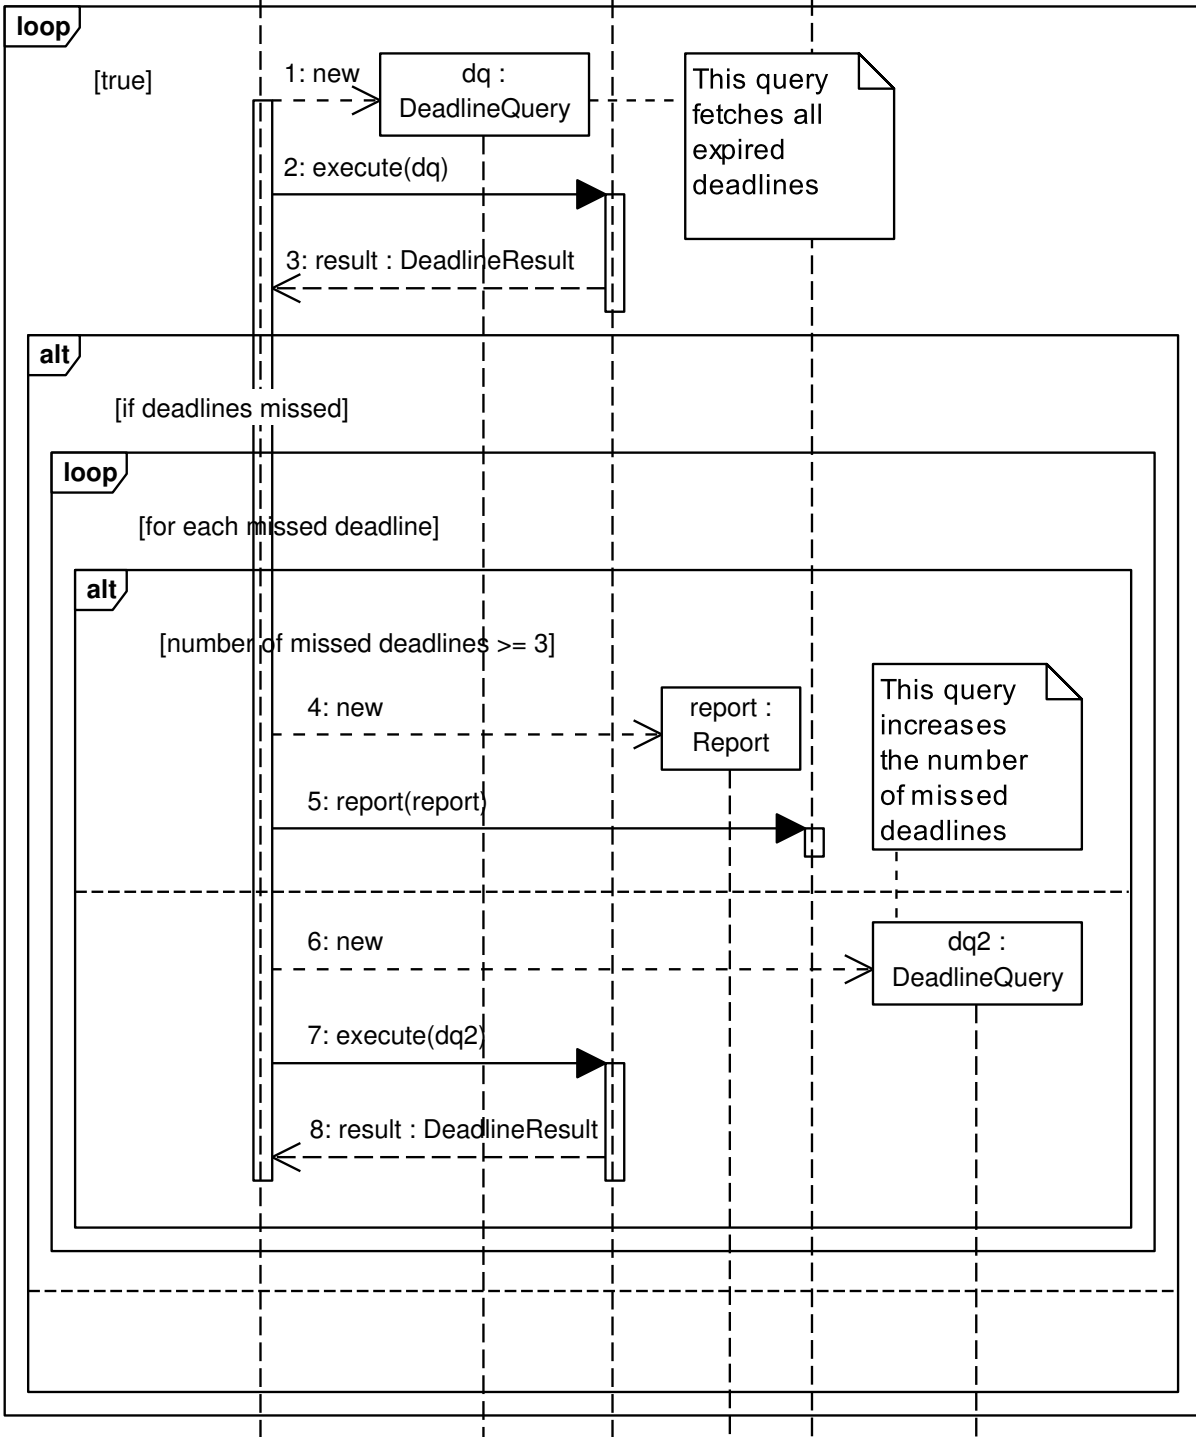 loop
[true]
1: new
dq :
DeadlineQuery
This query
fetches all
expired
deadlines
2: execute(dq)
3: result : DeadlineResult
alt
[if deadlines missed]
loop
[for each missed deadline]
alt
[number of missed deadlines >= 3]
4: new
report :
Report
This query
increases
the number
of missed
deadlines
5: report(report)
6: new
dq2 :
DeadlineQuery
7: execute(dq2)
8: result : DeadlineResult